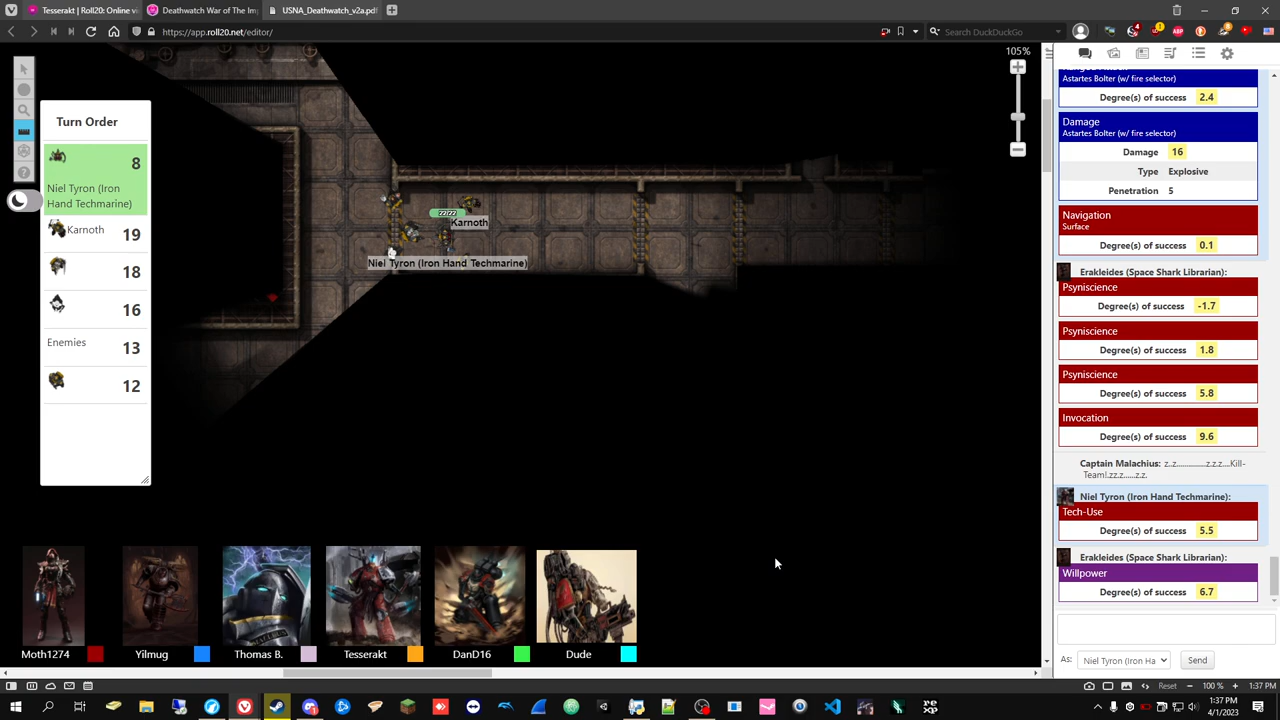 Tesserakt | Roll20: Online vi
Deathwatch War of The Im
USNA_Deathwatch_v2a.pdf
https://app.roll20.net/editor/
Search DuckDuckGo
105%
Turn Order
8
Niel Tyron (Iron
Hand Techmarine)
Karnoth
19
18
16
Enemies
13
12
22/22
Karnoth
Niel Tyron (Iron Hand Techmarine)
Moth1274
Yilmug
Thomas B.
Tesserakt
DanD16
Dude
Astartes Bolter (w/ fire selector)
Degree(s) of success 2.4
Damage
Astartes Bolter (w/ fire selector)
Damage 16
Type Explosive
Penetration 5
Navigation
Surface
Degree(s) of success 0.1
Erakleides (Space Shark Librarian):
Psyniscience
Degree(s) of success -1.7
Psyniscience
Degree(s) of success 1.8
Psyniscience
Degree(s) of success 5.8
Invocation
Degree(s) of success 9.6
Captain Malachius: z..z...............z.z.z....Kill-
Team!.zz.z.....z.z.
Niel Tyron (Iron Hand Techmarine):
Tech-Use
Degree(s) of success 5.5
Erakleides (Space Shark Librarian):
Willpower
Degree(s) of success 6.7
As: Niel Tyron (Iron Ha
Send
Reset
100 %
1:37 PM
1:37 PM
4/1/2023